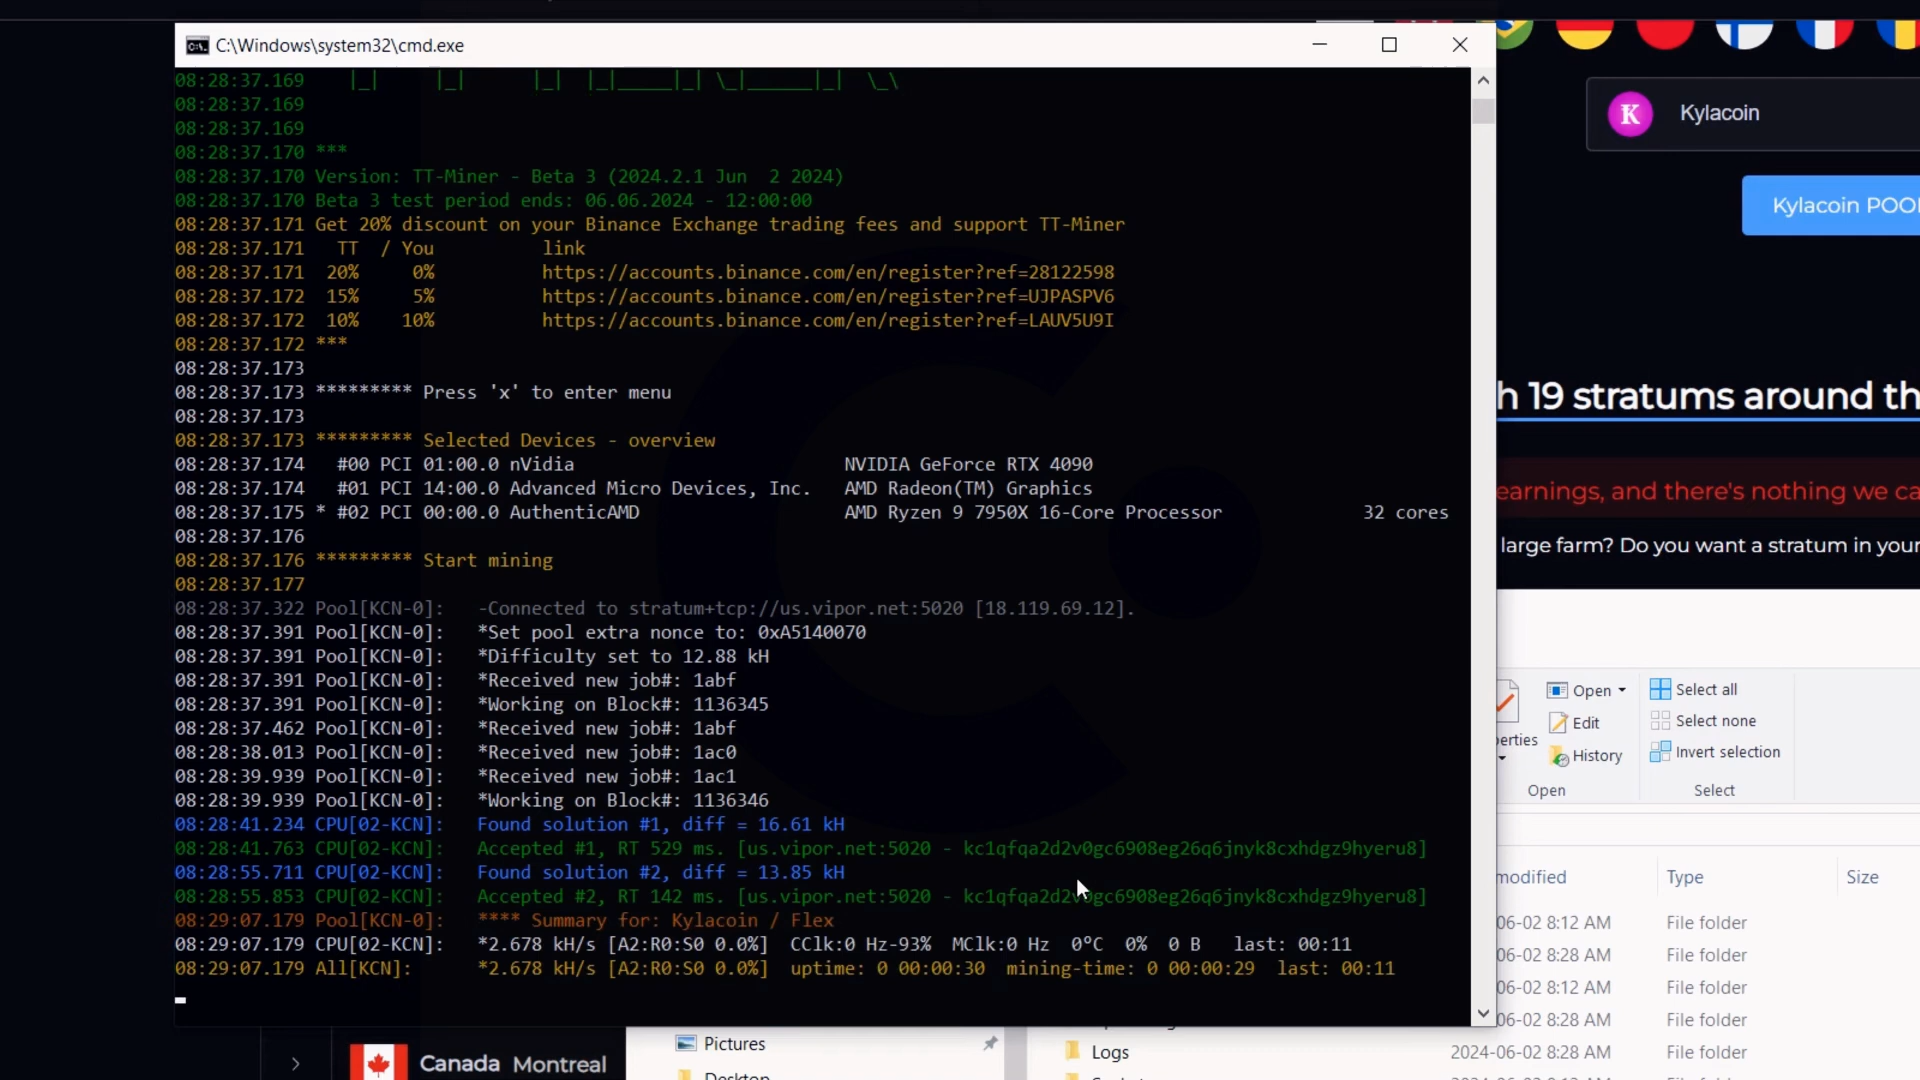 C:\Windows\system32\cmd.exe
08:28:37.169
08:28:37.169
08:28:37.169
08:28:37.170 ***
08:28:37.170 Version: TT-Miner - Beta 3 (2024.2.1 Jun  2 2024)
08:28:37.170 Beta 3 test period ends: 06.06.2024 - 12:00:00
08:28:37.171 Get 20% discount on your Binance Exchange trading fees and support TT-Miner
08:28:37.171 TT / You link
08:28:37.171 20% 0% https://accounts.binance.com/en/register?ref=28122598
08:28:37.172 15% 5% https://accounts.binance.com/en/register?ref=UJPASPV6
08:28:37.172 10% 10% https://accounts.binance.com/en/register?ref=LAUV5U9I
08:28:37.172 ***
08:28:37.173
08:28:37.173 ********* Press 'x' to enter menu
08:28:37.173
08:28:37.173 ********* Selected Devices - overview
08:28:37.174 #00 PCI 01:00.0 nVidia NVIDIA GeForce RTX 4090
08:28:37.174 #01 PCI 14:00.0 Advanced Micro Devices, Inc. AMD Radeon(TM) Graphics
08:28:37.175 * #02 PCI 00:00.0 AuthenticAMD AMD Ryzen 9 7950X 16-Core Processor 32 cores
08:28:37.176
08:28:37.176 ********* Start mining
08:28:37.177
08:28:37.322 Pool[KCN-0]: -Connected to stratum+tcp://us.vipor.net:5020 [18.119.69.12].
08:28:37.391 Pool[KCN-0]: *Set pool extra nonce to: 0xA5140070
08:28:37.391 Pool[KCN-0]: *Difficulty set to 12.88 kH
08:28:37.391 Pool[KCN-0]: *Received new job#: 1abf
08:28:37.391 Pool[KCN-0]: *Working on Block#: 1136345
08:28:37.462 Pool[KCN-0]: *Received new job#: 1abf
08:28:38.013 Pool[KCN-0]: *Received new job#: 1ac0
08:28:39.939 Pool[KCN-0]: *Received new job#: 1ac1
08:28:39.939 Pool[KCN-0]: *Working on Block#: 1136346
08:28:41.234 CPU[02-KCN]: Found solution #1, diff = 16.61 kH
08:28:41.763 CPU[02-KCN]: Accepted #1, RT 529 ms. [us.vipor.net:5020 - kc1qfqa2d2v0gc6908eg26q6jnyk8cxhdgz9hyeru8]
08:28:55.711 CPU[02-KCN]: Found solution #2, diff = 13.85 kH
08:28:55.853 CPU[02-KCN]: Accepted #2, RT 142 ms. [us.vipor.net:5020 - kc1qfqa2d2v0gc6908eg26q6jnyk8cxhdgz9hyeru8]
08:29:07.179 Pool[KCN-0]: **** Summary for: Kylacoin / Flex
08:29:07.179 CPU[02-KCN]: *2.678 kH/s [A2:R0:S0 0.0%] CClk:0 Hz-93% MClk:0 Hz 0°C 0% 0 B last: 00:11
08:29:07.179 All[KCN]: *2.678 kH/s [A2:R0:S0 0.0%] uptime: 0 00:00:30 mining-time: 0 00:00:29 last: 00:11
K Kylacoin
Kylacoin POO
h 19 stratums around th
earnings, and there's nothing we ca
large farm? Do you want a stratum in your
Open
Edit
History
erties
Open
Select all
Select none
Invert selection
Select
modified Type Size
06-02 8:12 AM File folder
06-02 8:28 AM File folder
06-02 8:12 AM File folder
06-02 8:28 AM File folder
Logs 2024-06-02 8:28 AM File folder
Pictures
Desktop
Canada Montreal